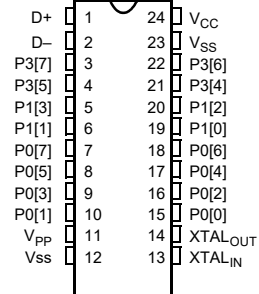 D+ 1 24 VCC
D– 2 23 VSS
P3[7] 3 22 P3[6]
P3[5] 4 21 P3[4]
P1[3] 5 20 P1[2]
P1[1] 6 19 P1[0]
P0[7] 7 18 P0[6]
P0[5] 8 17 P0[4]
P0[3] 9 16 P0[2]
P0[1] 10 15 P0[0]
VPP 11 14 XTALOUT
Vss 12 13 XTALIN